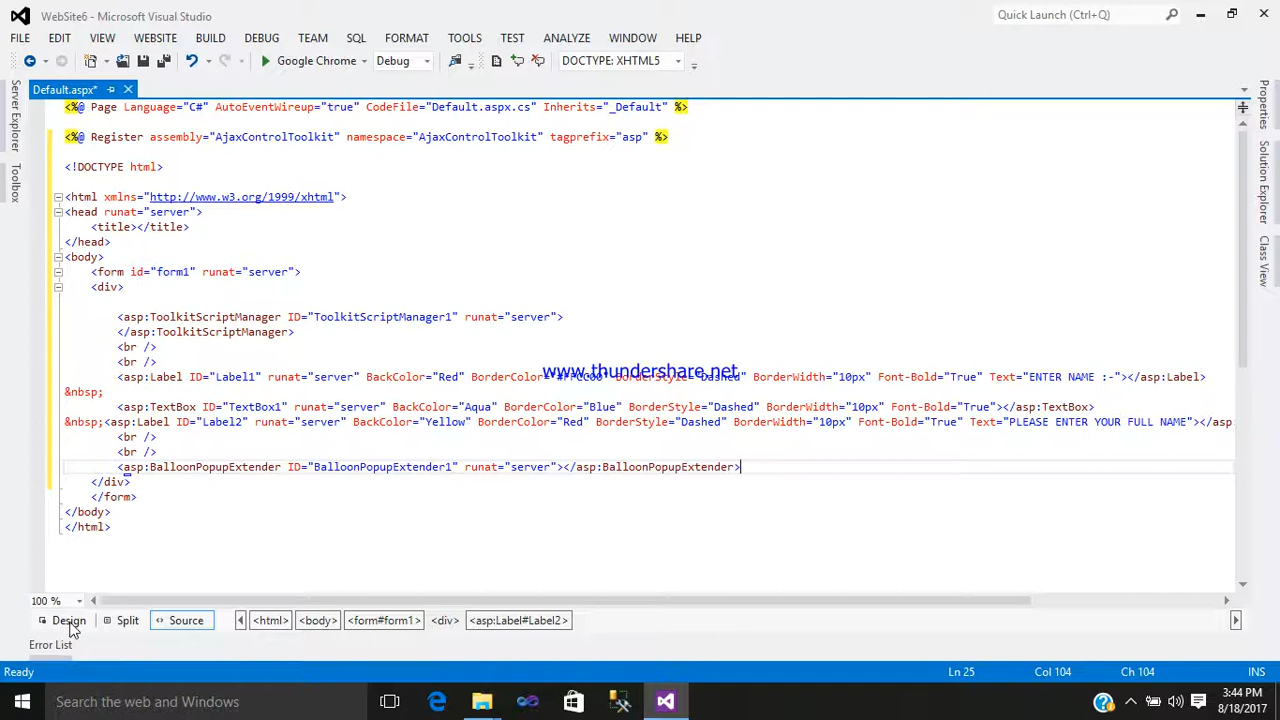 WebSite6 - Microsoft Visual Studio
Quick Launch (Ctrl+Q)
FILE EDIT VIEW WEBSITE BUILD DEBUG TEAM SQL FORMAT TOOLS TEST ANALYZE WINDOW HELP
Google Chrome Debug DOCTYPE: XHTML5
Default.aspx*
Server Explorer
Toolbox
Properties
Solution Explorer
Class View
<%@ Page Language="C#" AutoEventWireup="true" CodeFile="Default.aspx.cs" Inherits="_Default" %>
<%@ Register assembly="AjaxControlToolkit" namespace="AjaxControlToolkit" tagprefix="asp" %>
<!DOCTYPE html>
<html xmlns="http://www.w3.org/1999/xhtml">
<head runat="server">
<title></title>
</head>
<body>
<form id="form1" runat="server">
<div>
<asp:ToolkitScriptManager ID="ToolkitScriptManager1" runat="server">
</asp:ToolkitScriptManager>
<br />
<br />
www.thundershare.net
<asp:Label ID="Label1" runat="server" BackColor="Red" BorderColor="#FFCC00" BorderStyle="Dashed" BorderWidth="10px" Font-Bold="True" Text="ENTER NAME :-"></asp:Label>
&nbsp;
<asp:TextBox ID="TextBox1" runat="server" BackColor="Aqua" BorderColor="Blue" BorderStyle="Dashed" BorderWidth="10px" Font-Bold="True"></asp:TextBox>
&nbsp;<asp:Label ID="Label2" runat="server" BackColor="Yellow" BorderColor="Red" BorderStyle="Dashed" BorderWidth="10px" Font-Bold="True" Text="PLEASE ENTER YOUR FULL NAME"></asp
<br />
<br />
<asp:BalloonPopupExtender ID="BalloonPopupExtender1" runat="server"></asp:BalloonPopupExtender>
</div>
</form>
</body>
</html>
100 %
Design Split Source <html> <body> <form#form1> <div> <asp:Label#Label2>
Error List
Ready Ln 25 Col 104 Ch 104 INS
Search the web and Windows
3:44 PM
8/18/2017